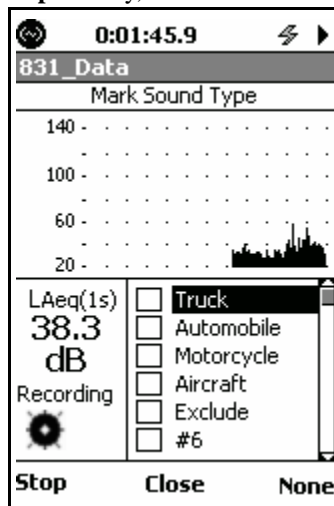 0:01:45.9
831_Data
Mark Sound Type
140
100
60
20
LAeq(1s)
38.3
dB
Recording
Truck
Automobile
Motorcycle
Aircraft
Exclude
#6
Stop Close None